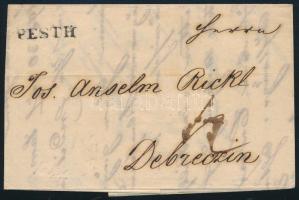 PESTH
Herrn
Jos. Anselm Rickl
Debreczin